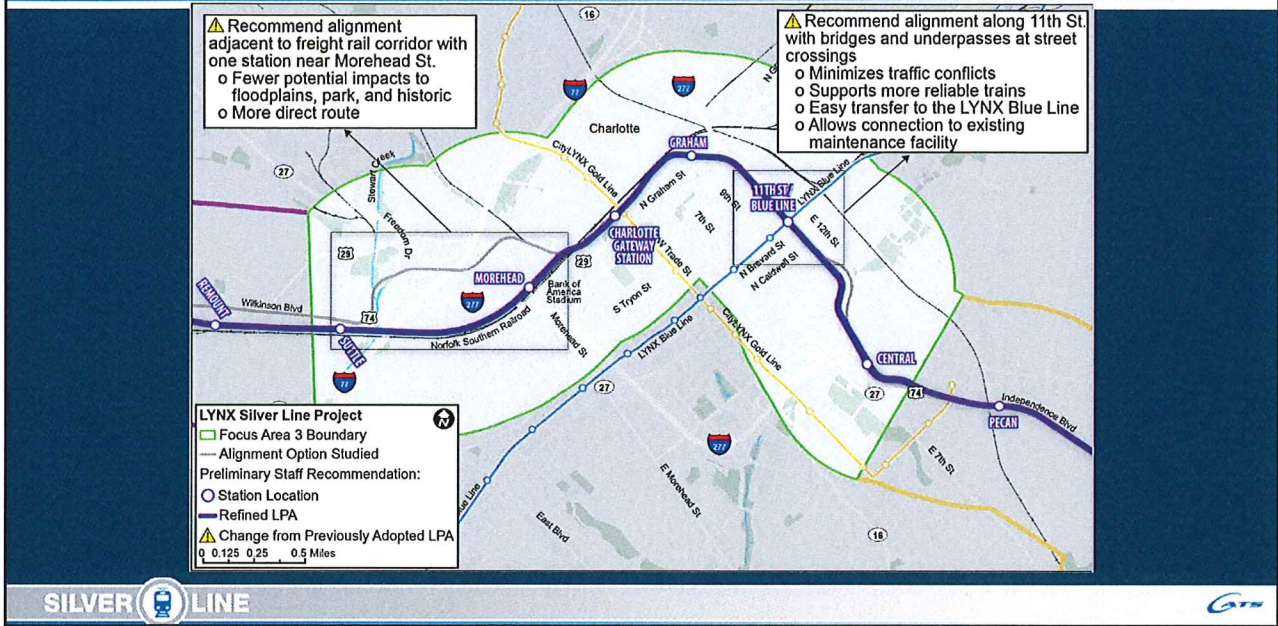 Recommend alignment
adjacent to freight rail corridor with
one station near Morehead St.
o Fewer potential impacts to
floodplains, park, and historic
o More direct route
Recommend alignment along 11th St.
with bridges and underpasses at street
crossings
o Minimizes traffic conflicts
o Supports more reliable trains
o Easy transfer to the LYNX Blue Line
o Allows connection to existing
maintenance facility
16
77
277
N Gr
Charlotte
27
Stewart Creek
CityLYNX Gold Line
GRAHAM
N Graham St
9th St
7th St
11TH ST/
BLUE LINE
LYNX Blue Line
E 12th St
Freedom Dr
29
CHARLOTTE
GATEWAY
STATION
W Trade St
N Brevard St
N Caldwell St
29
MOREHEAD
Bank of
America
Stadium
S Tryon St
REMOUNT
Wilkinson Blvd
74
277
SUTTLE
Norfolk Southern Railroad
Morehead St
LYNX Blue Line
CityLYNX Gold Line
CENTRAL
77
27
27
74
Independence Blvd
PECAN
277
E 7th St
E Morehead St
lue Line
East Blvd
16
LYNX Silver Line Project
N
Focus Area 3 Boundary
Alignment Option Studied
Preliminary Staff Recommendation:
Station Location
Refined LPA
Change from Previously Adopted LPA
0 0.125 0.25 0.5 Miles
SILVER LINE
CATS